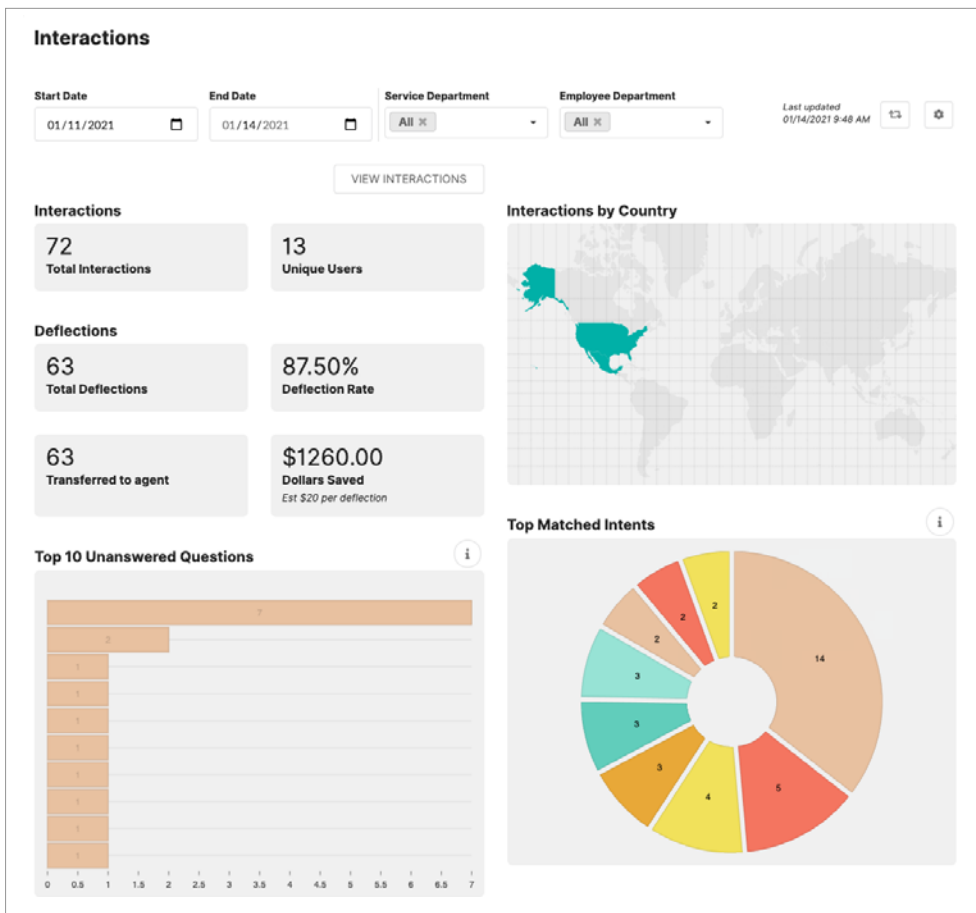 Interactions
Start Date
End Date
Service Department
Employee Department
01/11/2021
01/14/2021
All ×
All ×
Last updated
01/14/2021 9:48 AM
VIEW INTERACTIONS
Interactions
72
Total Interactions
13
Unique Users
Deflections
63
Total Deflections
87.50%
Deflection Rate
63
Transferred to agent
$1260.00
Dollars Saved
Est $20 per deflection
Interactions by Country
Top 10 Unanswered Questions
i
7
2
1
1
1
1
1
1
1
1
0 0.5 1 1.5 2 2.5 3 3.5 4 4.5 5 5.5 6 6.5 7
Top Matched Intents
i
14
5
4
3
3
3
2
2
2